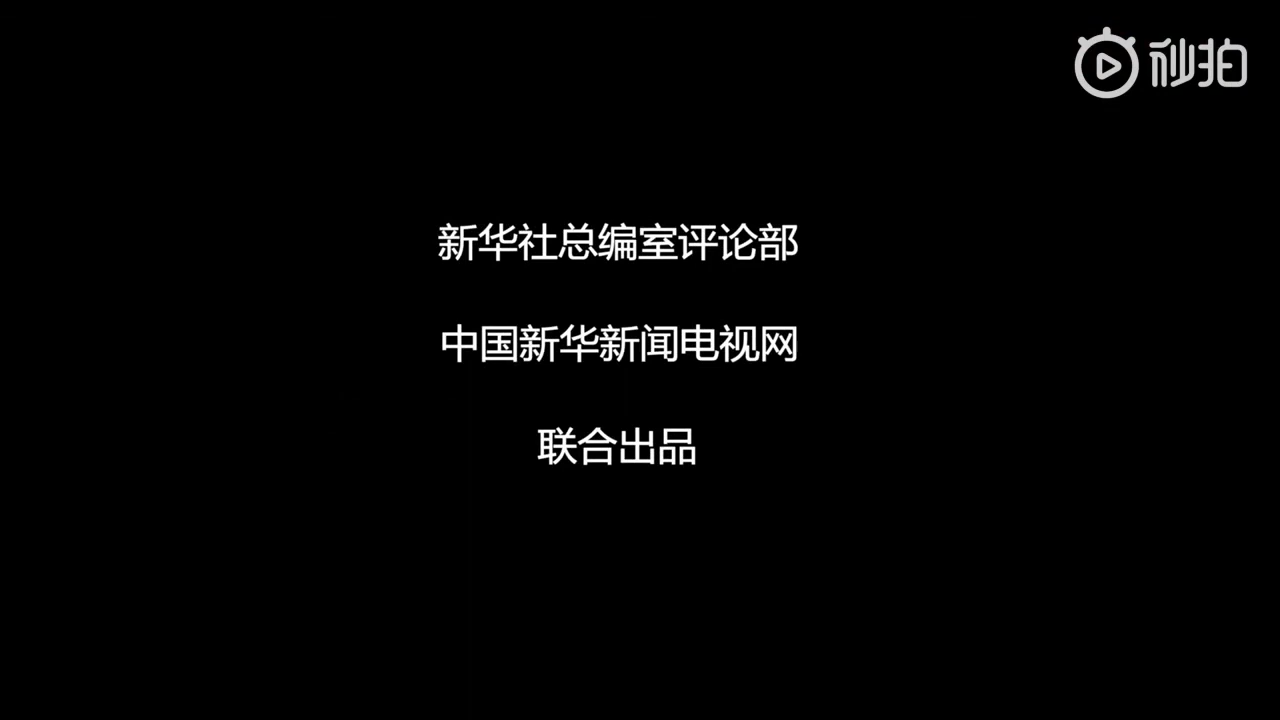 秒拍
新华社总编室评论部
中国新华新闻电视网
联合出品